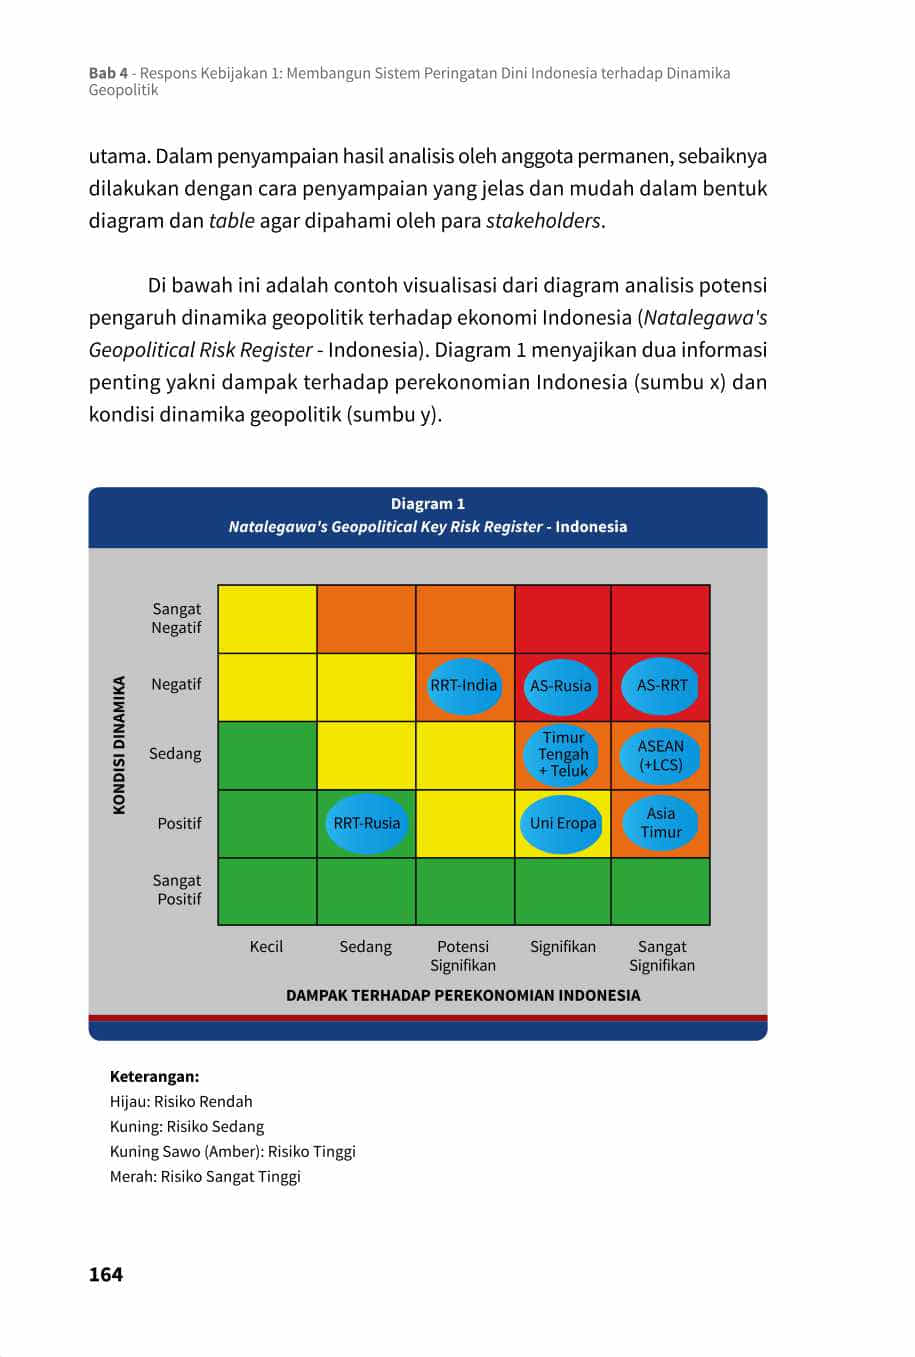 Bab 4 - Respons Kebijakan 1: Membangun Sistem Peringatan Dini Indonesia terhadap Dinamika
Geopolitik
utama. Dalam penyampaian hasil analisis oleh anggota permanen, sebaiknya
dilakukan dengan cara penyampaian yang jelas dan mudah dalam bentuk
diagram dan table agar dipahami oleh para stakeholders.
Di bawah ini adalah contoh visualisasi dari diagram analisis potensi
pengaruh dinamika geopolitik terhadap ekonomi Indonesia (Natalegawa's
Geopolitical Risk Register - Indonesia). Diagram 1 menyajikan dua informasi
penting yakni dampak terhadap perekonomian Indonesia (sumbu x) dan
kondisi dinamika geopolitik (sumbu y).
Diagram 1
Natalegawa's Geopolitical Key Risk Register - Indonesia
KONDISI DINAMIKA
Sangat
Negatif
Negatif
RRT-India
AS-Rusia
AS-RRT
Sedang
Timur
Tengah
+ Teluk
ASEAN
(+LCS)
Positif
RRT-Rusia
Uni Eropa
Asia
Timur
Sangat
Positif
Kecil
Sedang
Potensi
Signifikan
Signifikan
Sangat
Signifikan
DAMPAK TERHADAP PEREKONOMIAN INDONESIA
Keterangan:
Hijau: Risiko Rendah
Kuning: Risiko Sedang
Kuning Sawo (Amber): Risiko Tinggi
Merah: Risiko Sangat Tinggi
164